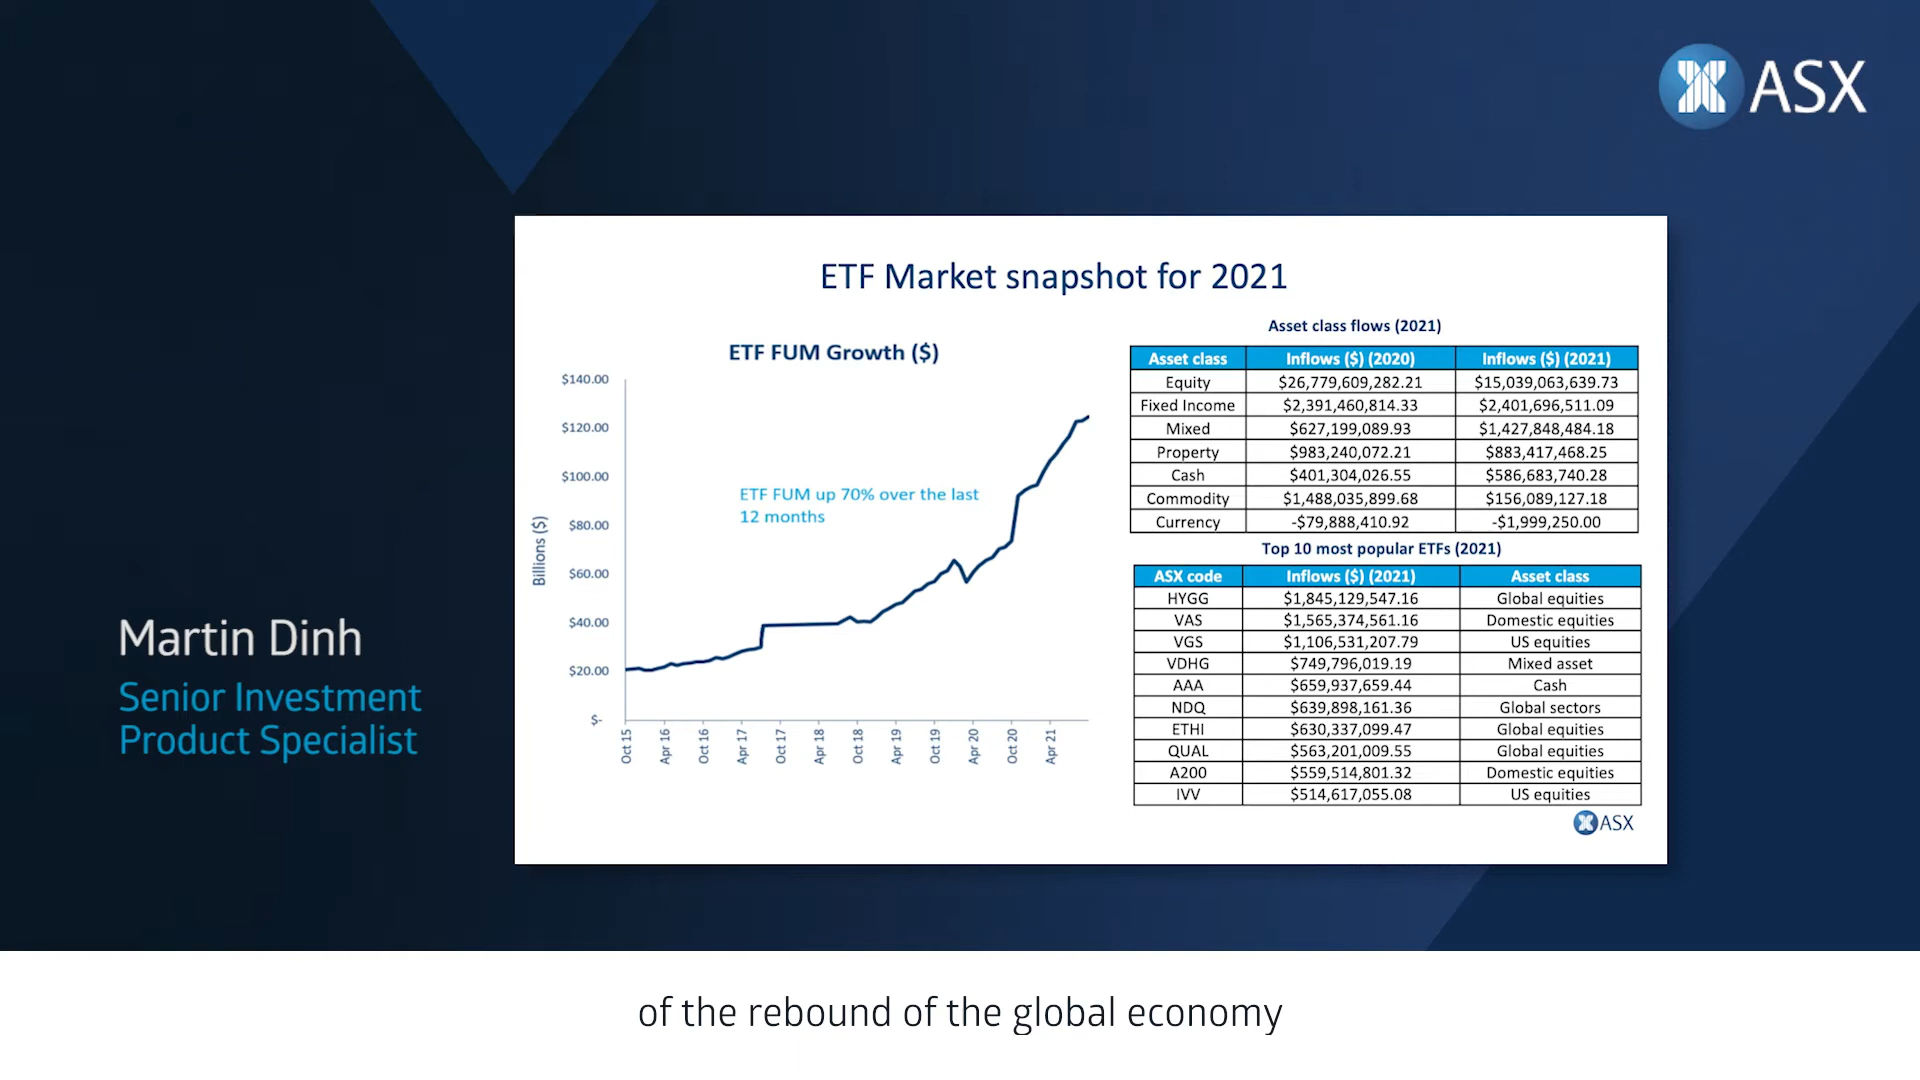 ASX
ETF Market snapshot for 2021
ETF FUM Growth ($)
$140.00
$120.00
$100.00
$80.00
$60.00
$40.00
$20.00
$-
Billions ($)
ETF FUM up 70% over the last
12 months
Oct 15
Apr 16
Oct 16
Apr 17
Oct 17
Apr 18
Oct 18
Apr 19
Oct 19
Apr 20
Oct 20
Apr 21
Asset class flows (2021)
Asset class Inflows ($) (2020) Inflows ($) (2021)
Equity $26,779,609,282.21 $15,039,063,639.73
Fixed Income $2,391,460,814.33 $2,401,696,511.09
Mixed $627,199,089.93 $1,427,848,484.18
Property $983,240,072.21 $883,417,468.25
Cash $401,304,026.55 $586,683,740.28
Commodity $1,488,035,899.68 $156,089,127.18
Currency -$79,888,410.92 -$1,999,250.00
Top 10 most popular ETFs (2021)
ASX code Inflows ($) (2021) Asset class
HYGG $1,845,129,547.16 Global equities
VAS $1,565,374,561.16 Domestic equities
VGS $1,106,531,207.79 US equities
VDHG $749,796,019.19 Mixed asset
AAA $659,937,659.44 Cash
NDQ $639,898,161.36 Global sectors
ETHI $630,337,099.47 Global equities
QUAL $563,201,009.55 Global equities
A200 $559,514,801.32 Domestic equities
IVV $514,617,055.08 US equities
ASX
Martin Dinh
Senior Investment
Product Specialist
of the rebound of the global economy